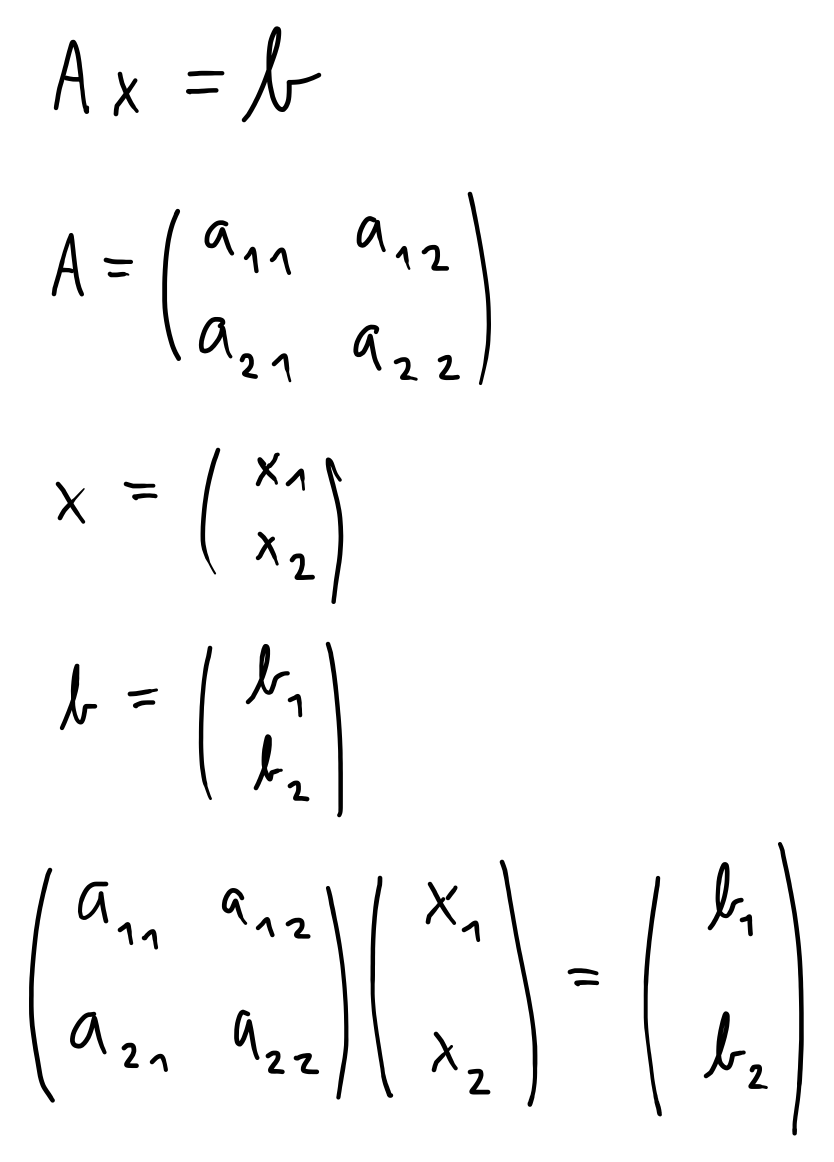 A x = b
A = ( a₁₁ a₁₂
a₂₁ a₂₂ )
x = ( x₁
x₂ )
b = ( b₁
b₂ )
( a₁₁ a₁₂ ) ( x₁ ) = ( b₁ )
( a₂₁ a₂₂ ) ( x₂ ) = ( b₂ )